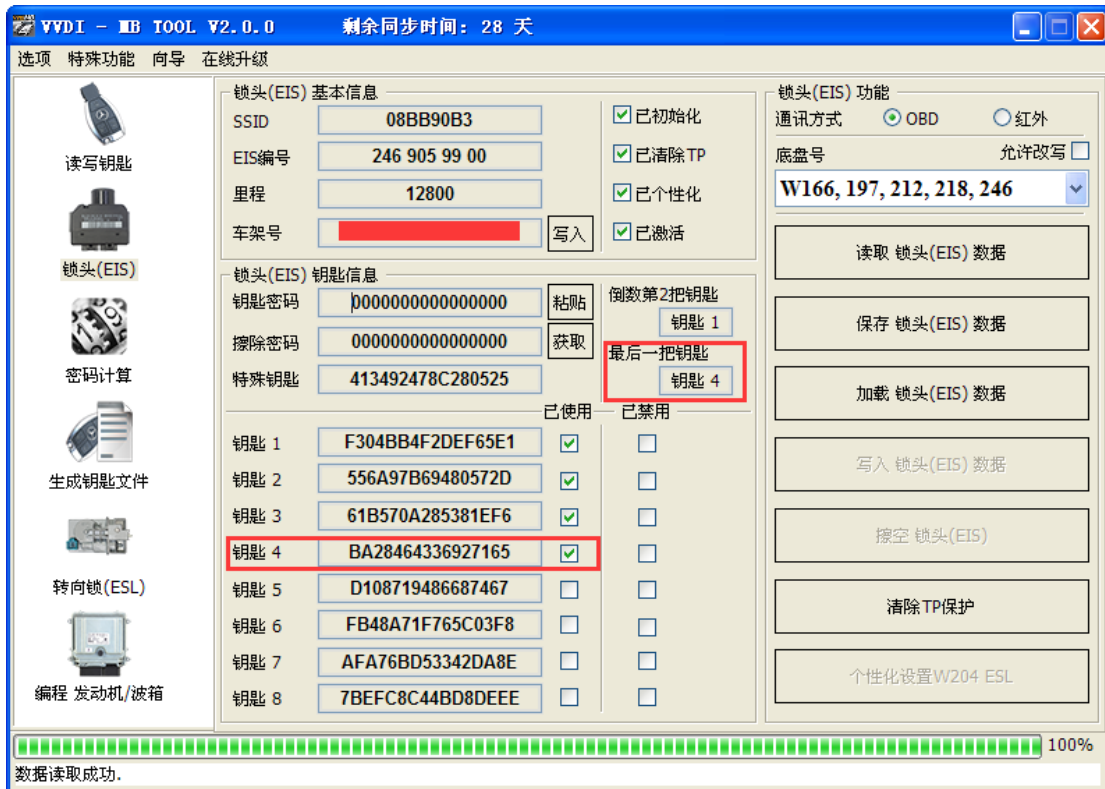 VVDI - MB TOOL V2.0.0 剩余同步时间: 28 天
选项 特殊功能 向导 在线升级
读写钥匙
锁头(EIS)
密码计算
生成钥匙文件
转向锁(ESL)
编程 发动机/波箱
锁头(EIS) 基本信息
SSID 08BB90B3 已初始化
EIS编号 246 905 99 00 已清除TP
里程 12800 已个性化
车架号 写入 已激活
锁头(EIS) 钥匙信息
钥匙密码 0000000000000000 粘贴 倒数第2把钥匙
钥匙 1
擦除密码 0000000000000000 获取 最后一把钥匙
特殊钥匙 413492478C280525 钥匙 4
已使用 已禁用
钥匙 1 F304BB4F2DEF65E1
钥匙 2 556A97B69480572D
钥匙 3 61B570A285381EF6
钥匙 4 BA28464336927165
钥匙 5 D108719486687467
钥匙 6 FB48A71F765C03F8
钥匙 7 AFA76BD53342DA8E
钥匙 8 7BEFC8C44BD8DEEE
锁头(EIS) 功能
通讯方式 OBD 红外
底盘号 允许改写
W166, 197, 212, 218, 246
读取 锁头(EIS) 数据
保存 锁头(EIS) 数据
加载 锁头(EIS) 数据
写入 锁头(EIS) 数据
擦空 锁头(EIS)
清除TP保护
个性化设置W204 ESL
100%
数据读取成功.